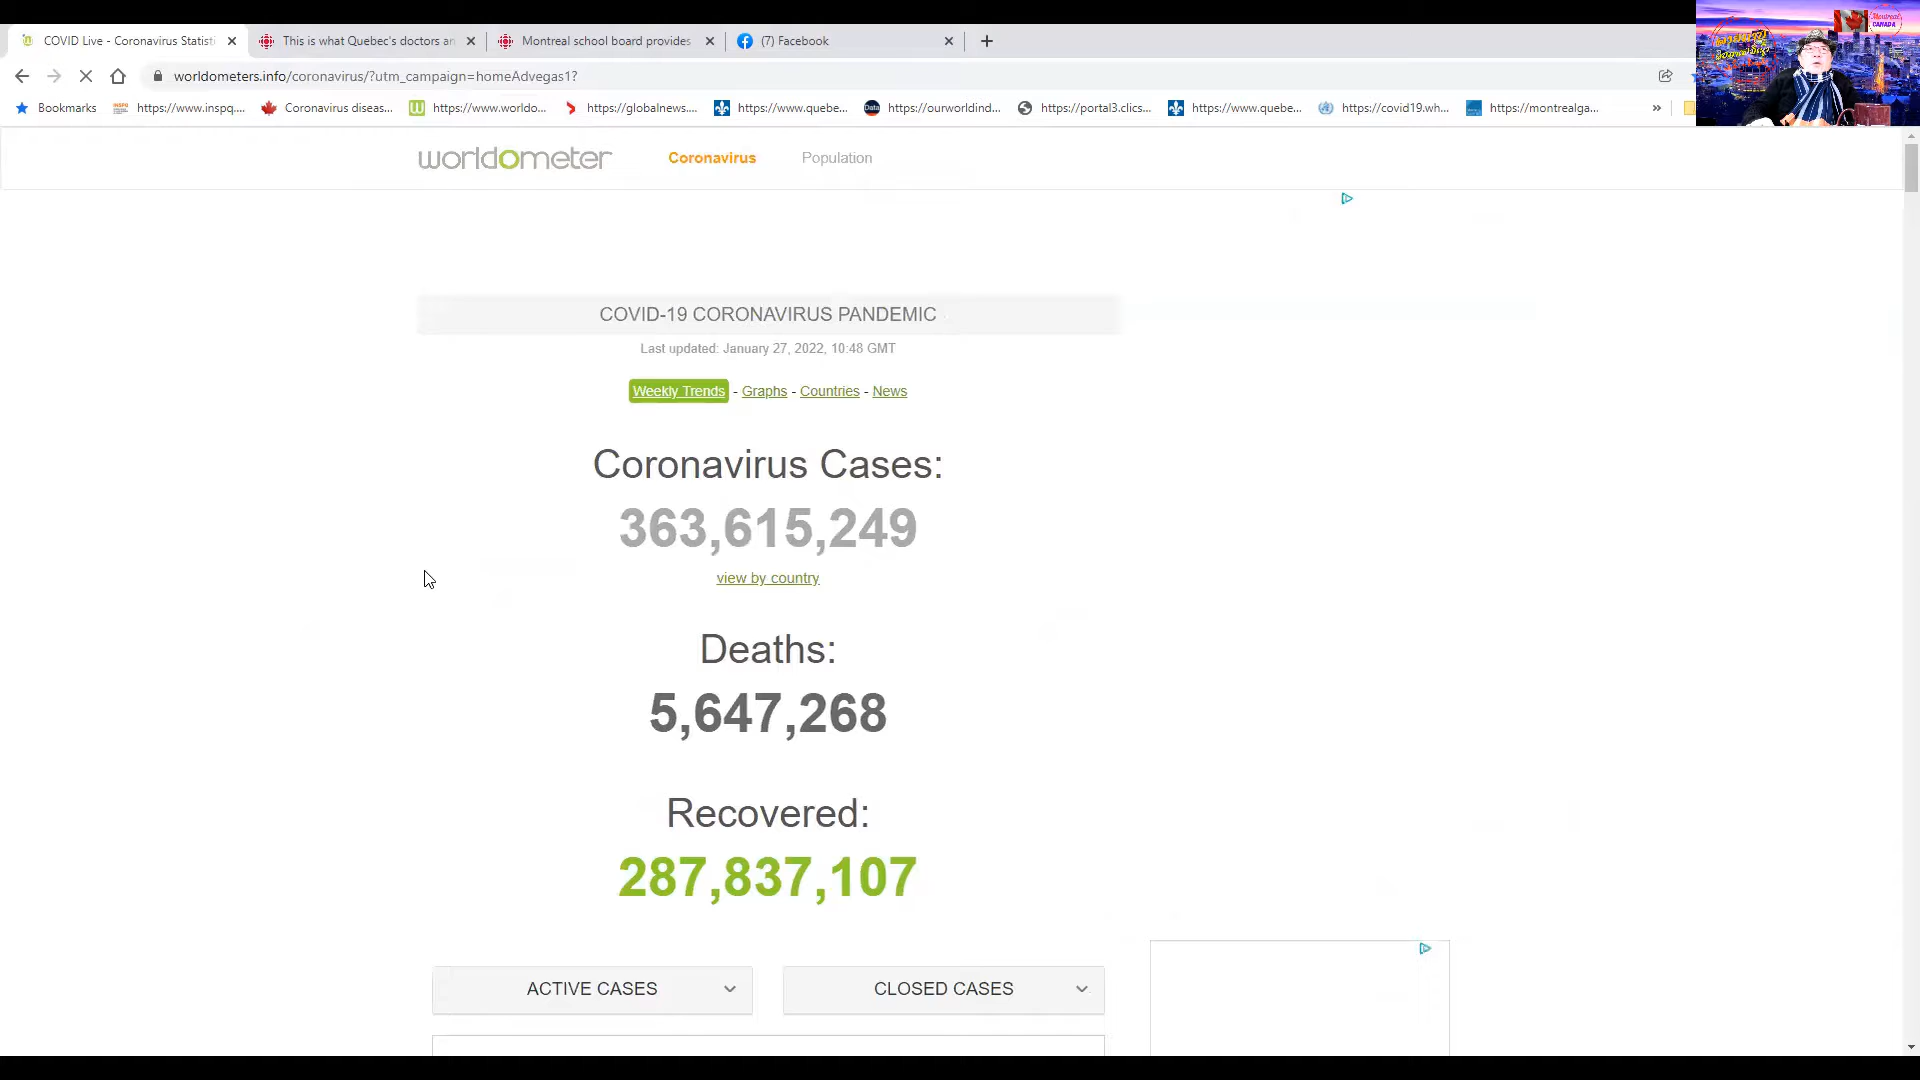 COVID Live - Coronavirus Statisti
This is what Quebec's doctors an
Montreal school board provides
(7) Facebook
worldometers.info/coronavirus/?utm_campaign=homeAdvegas1?
Bookmarks
https://www.inspq....
Coronavirus diseas...
https://www.worldo...
https://globalnews....
https://www.quebe...
https://ourworldind...
https://portal3.clics...
https://www.quebe...
https://covid19.wh...
https://montrealga...
»
Montreal
CANADA
worldometer
Coronavirus
Population
COVID-19 CORONAVIRUS PANDEMIC
Last updated: January 27, 2022, 10:48 GMT
Weekly Trends - Graphs - Countries - News
Coronavirus Cases:
363,615,249
view by country
Deaths:
5,647,268
Recovered:
287,837,107
ACTIVE CASES
CLOSED CASES